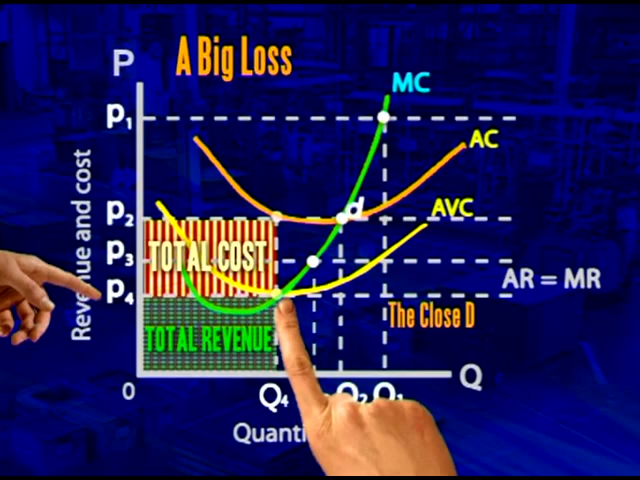 A Big Loss
P
MC
P₁
AC
AVC
P₂
d
TOTAL COST
P₃
AR = MR
P₄
The Close D
TOTAL REVENUE
Revenue and cost
0
Q₄
Q₂
Q₁
Q